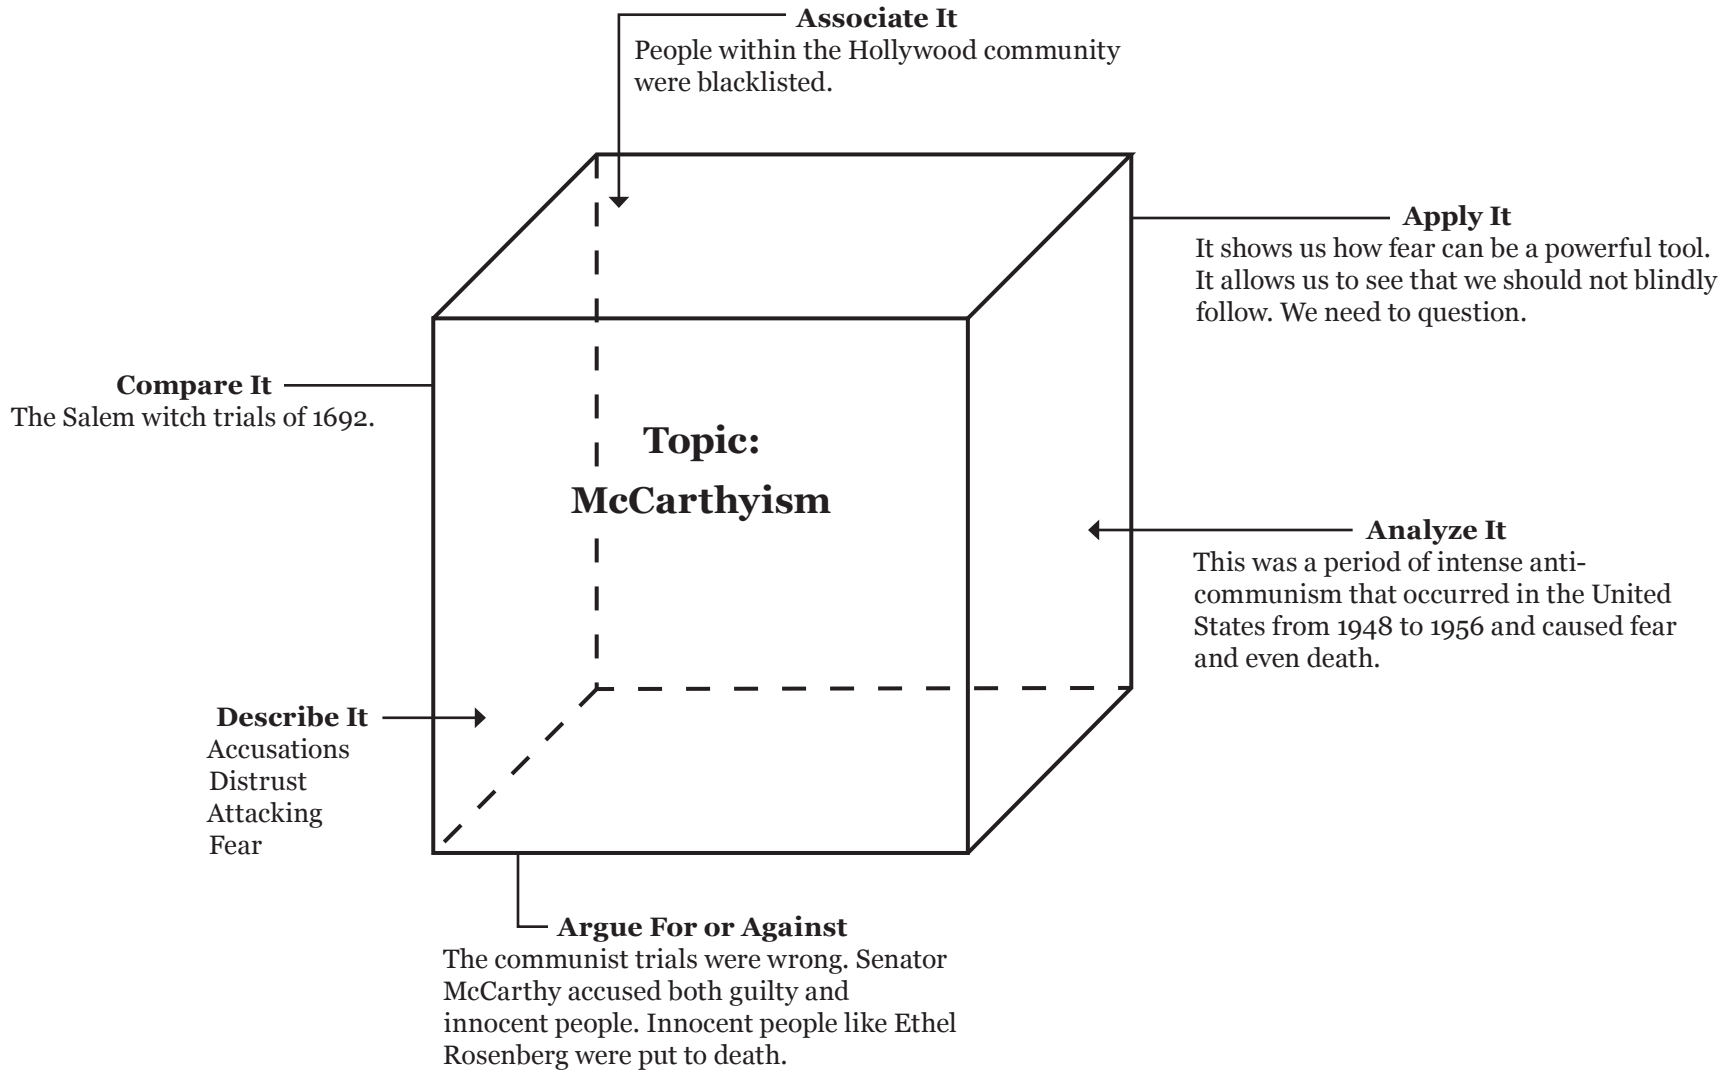 Associate It
People within the Hollywood community
were blacklisted.
Apply It
It shows us how fear can be a powerful tool.
It allows us to see that we should not blindly
follow. We need to question.
Compare It
The Salem witch trials of 1692.
Topic:
McCarthyism
Analyze It
This was a period of intense anti-
communism that occurred in the United
States from 1948 to 1956 and caused fear
and even death.
Describe It
Accusations
Distrust
Attacking
Fear
Argue For or Against
The communist trials were wrong. Senator
McCarthy accused both guilty and
innocent people. Innocent people like Ethel
Rosenberg were put to death.